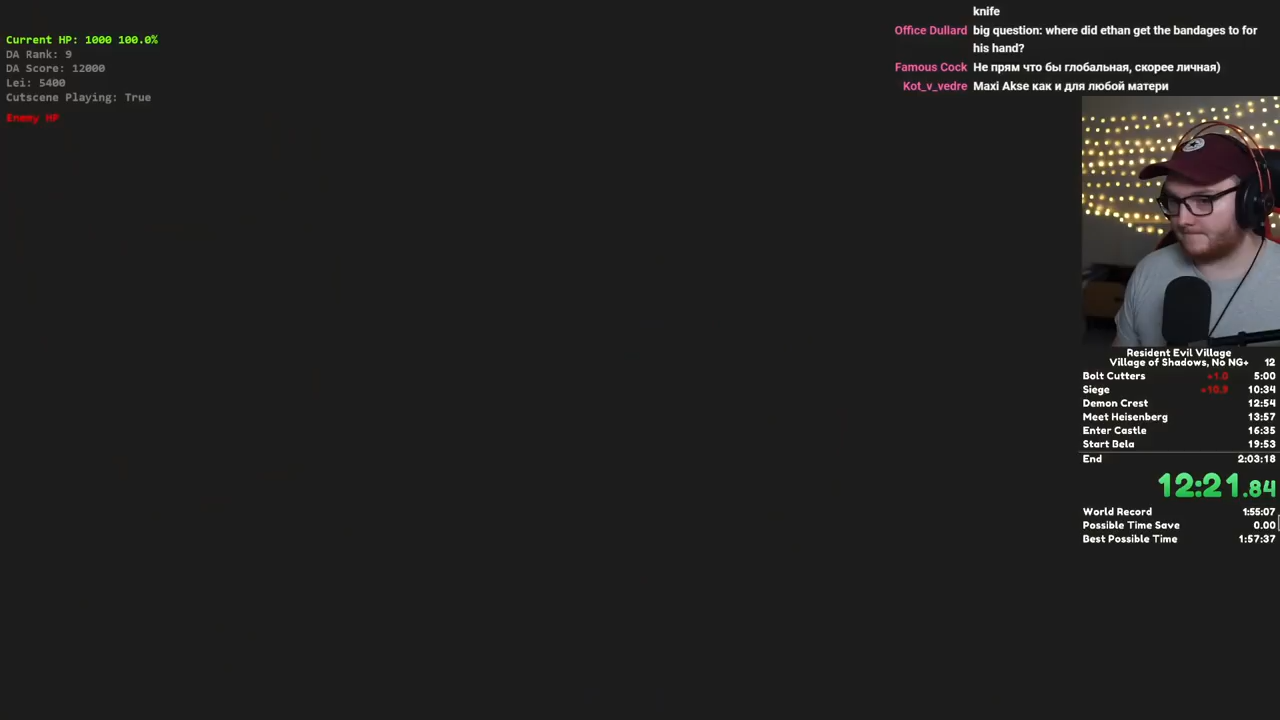 knife
Office Dullard big question: where did ethan get the bandages to for
his hand?
Famous Cock Не прям что бы глобальная, скорее личная)
Kot_v_vedre Maxi Akse как и для любой матери
Current HP: 1000 100.0%
DA Rank: 9
DA Score: 12000
Lei: 5400
Cutscene Playing: True
Enemy HP
Resident Evil Village
Village of Shadows, No NG+ 12
Bolt Cutters +1.0 5:00
Siege +10.9 10:34
Demon Crest 12:54
Meet Heisenberg 13:57
Enter Castle 16:35
Start Bela 19:53
End 2:03:18
12:21.84
World Record 1:55:07
Possible Time Save 0.00
Best Possible Time 1:57:37